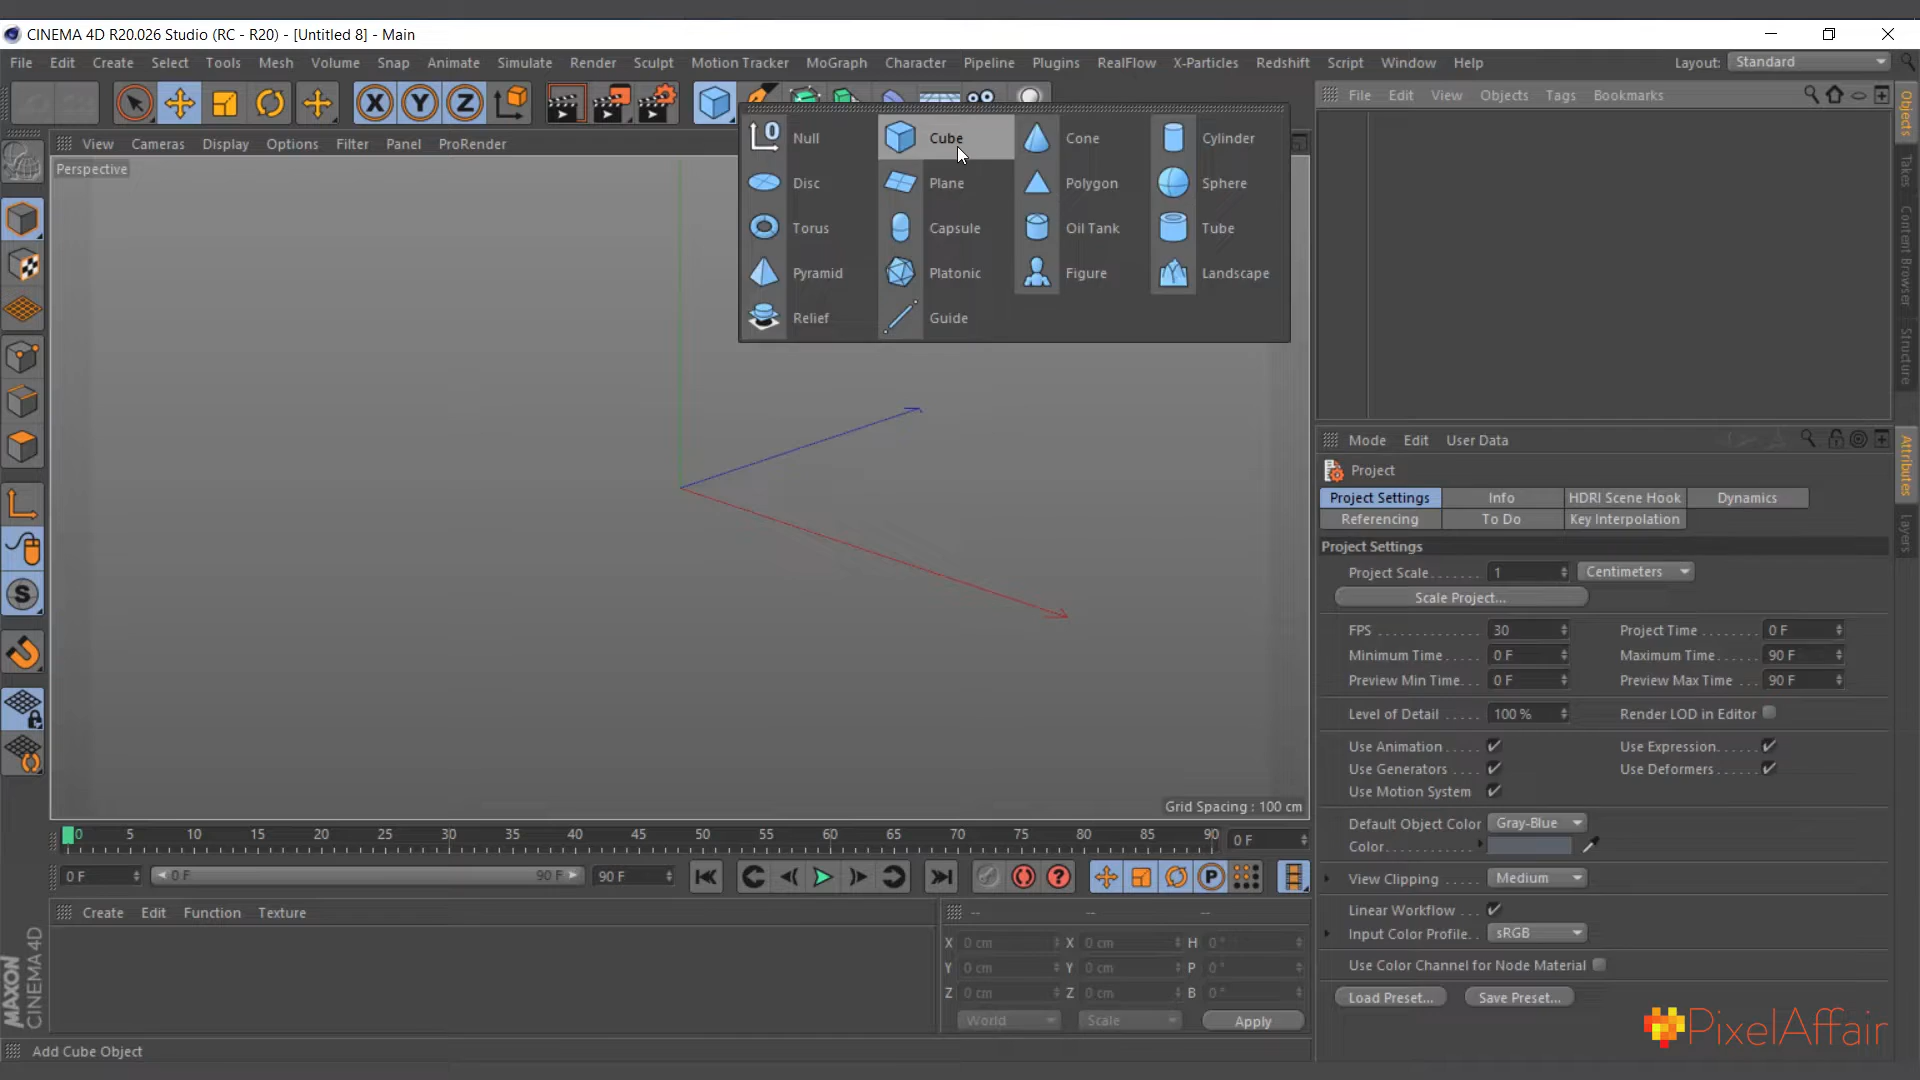 CINEMA 4D R20.026 Studio (RC - R20) - [Untitled 8] - Main
File Edit Create Select Tools Mesh Volume Snap Animate Simulate Render Sculpt Motion Tracker MoGraph Character Pipeline Plugins RealFlow X-Particles Redshift Script Window Help Layout: Standard
X Y Z
File Edit View Objects Tags Bookmarks
View Cameras Display Options Filter Panel ProRender
Perspective
Null Cube Cone Cylinder
Disc Plane Polygon Sphere
Torus Capsule Oil Tank Tube
Pyramid Platonic Figure Landscape
Relief Guide
Objects
Takes
Content Browser
Structure
Mode Edit User Data
Project
Project Settings Info HDRI Scene Hook Dynamics
Referencing To Do Key Interpolation
Attributes
Layers
Project Settings
Project Scale....... 1 Centimeters
Scale Project...
FPS ............. 30 Project Time ........ 0 F
Minimum Time..... 0 F Maximum Time...... 90 F
Preview Min Time... 0 F Preview Max Time ... 90 F
Level of Detail ..... 100 % Render LOD in Editor
Use Animation..... Use Expression......
Use Generators .... Use Deformers.......
Use Motion System
Default Object Color Gray-Blue
Color............
View Clipping ..... Medium
Linear Workflow ...
Input Color Profile.. sRGB
Use Color Channel for Node Material
Load Preset... Save Preset...
Grid Spacing : 100 cm
0 5 10 15 20 25 30 35 40 45 50 55 60 65 70 75 80 85 90 0 F
0 F 0 F 90 F 90 F
P
S
Create Edit Function Texture
-- -- --
X 0 cm X 0 cm H 0 °
Y 0 cm Y 0 cm P 0 °
Z 0 cm Z 0 cm B 0 °
World Scale Apply
MAXON
CINEMA 4D
Add Cube Object
PixelAffair